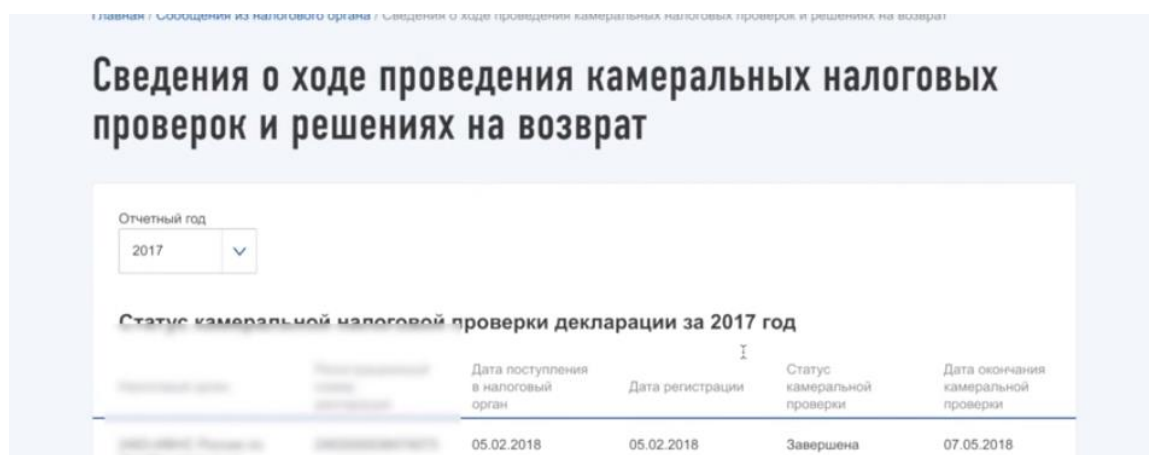 Главная / Сообщения из налогового органа / Сведения о ходе проведения камеральных налоговых проверок и решениях на возврат
Сведения о ходе проведения камеральных налоговых
проверок и решениях на возврат
Отчетный год
2017
Статус камеральной налоговой проверки декларации за 2017 год
Дата поступления
в налоговый
орган
Дата регистрации
Статус
камеральной
проверки
Дата окончания
камеральной
проверки
05.02.2018 05.02.2018 Завершена 07.05.2018